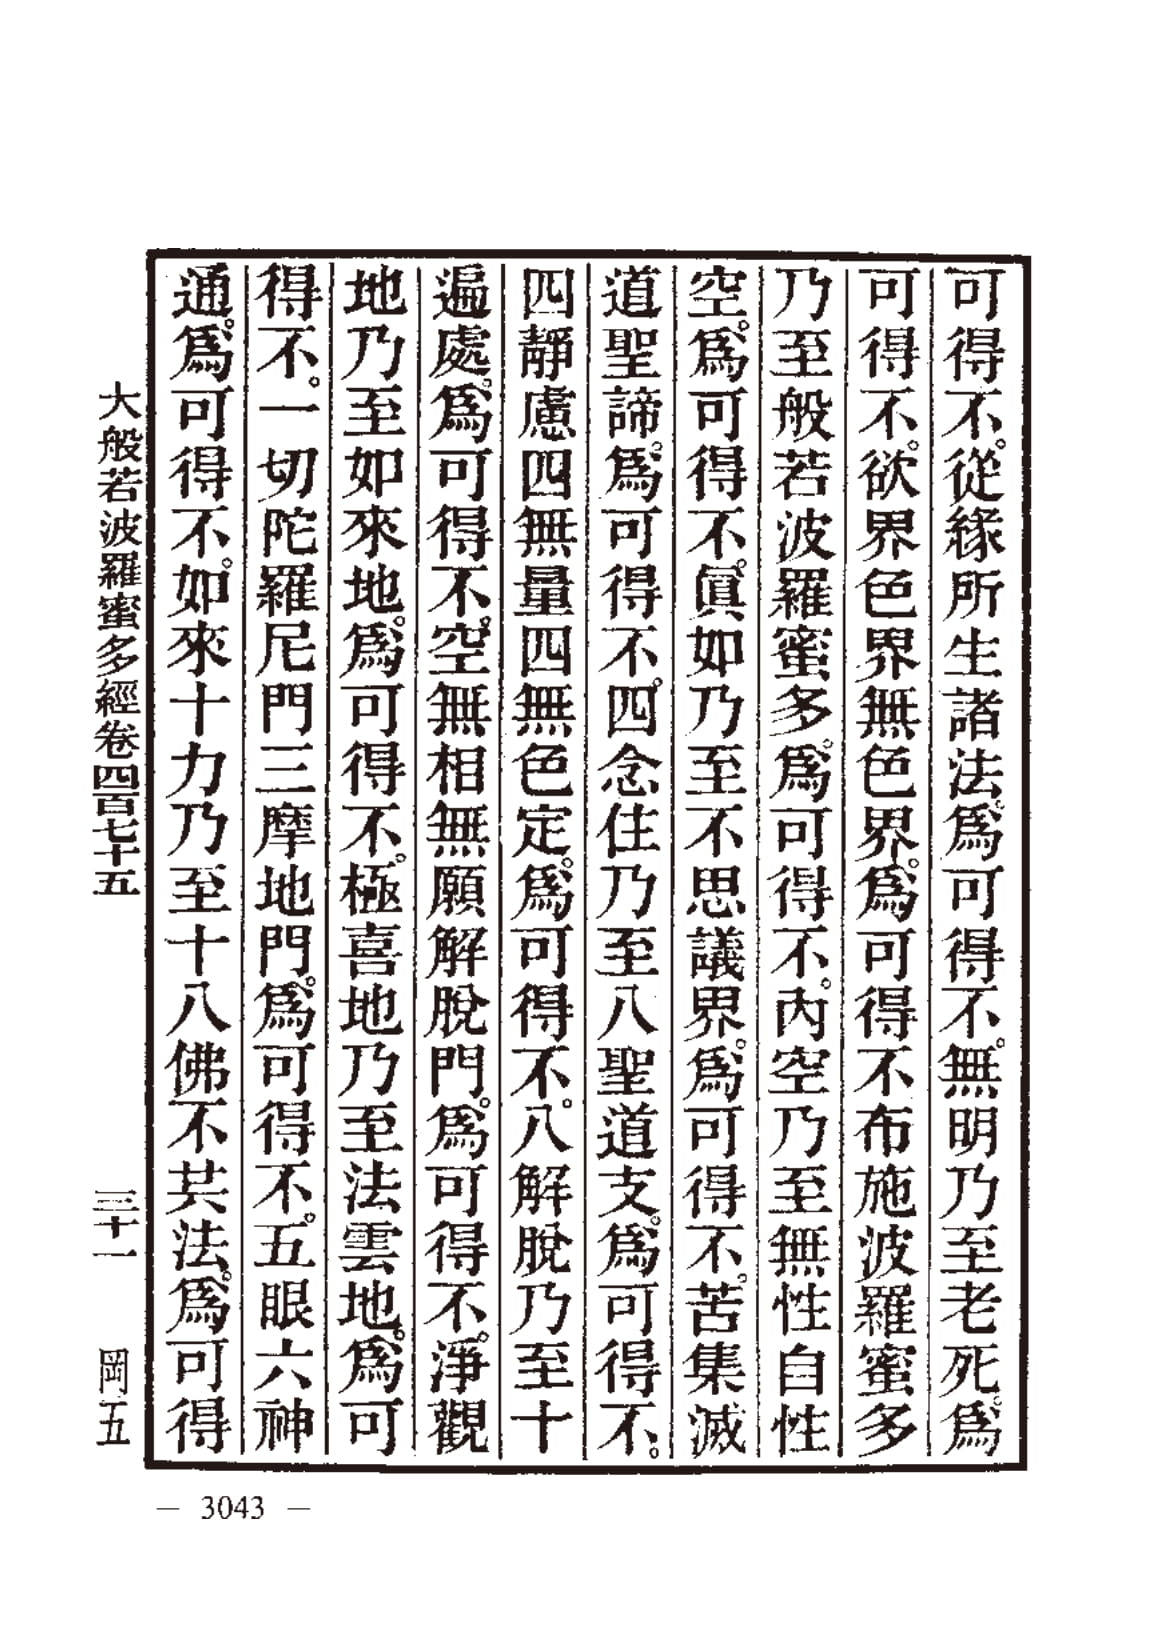 可得不。從緣所生諸法。爲可得不。無明乃至老死。爲
可得不。欲界色界無色界。爲可得不布施波羅蜜多
乃至般若波羅蜜多。爲可得不。內空乃至無性自性
空。爲可得不。眞如乃至不思議界。爲可得不。苦集滅
道聖諦。爲可得不。四念住乃至八聖道支。爲可得不。
四靜慮四無量四無色定。爲可得不。八解脫乃至十
遍處。爲可得不。空無相無願解脫門。爲可得不。淨觀
地乃至如來地。爲可得不。極喜地乃至法雲地。爲可
得不。一切陀羅尼門三摩地門。爲可得不。五眼六神
通。爲可得不。如來十力乃至十八佛不共法。爲可得
大般若波羅蜜多經卷四百七十五 三十一 岡五
— 3043 —